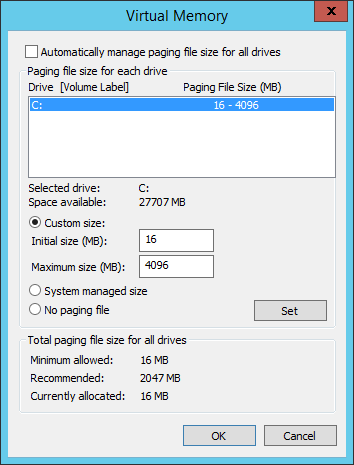 Virtual Memory
x
Automatically manage paging file size for all drives
Paging file size for each drive
Drive [Volume Label] Paging File Size (MB)
C: 16 - 4096
Selected drive: C:
Space available: 27707 MB
Custom size:
Initial size (MB): 16
Maximum size (MB): 4096
System managed size
No paging file
Set
Total paging file size for all drives
Minimum allowed: 16 MB
Recommended: 2047 MB
Currently allocated: 16 MB
OK Cancel